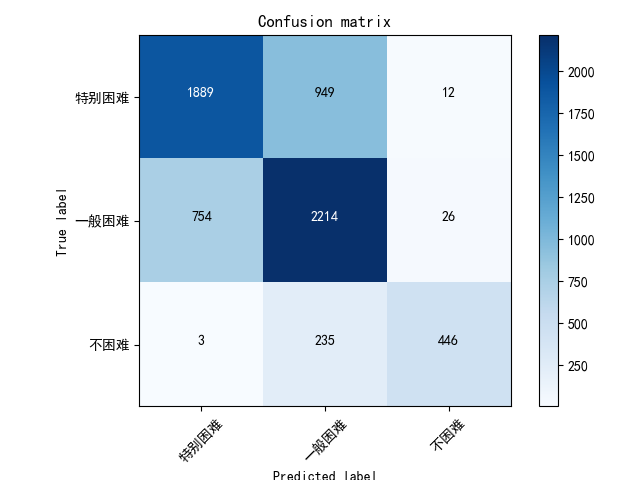 Confusion matrix
特别困难 1889 949 12
一般困难 754 2214 26
不困难 3 235 446
True label
特别困难 一般困难 不困难
Predicted label
2000
1750
1500
1250
1000
750
500
250